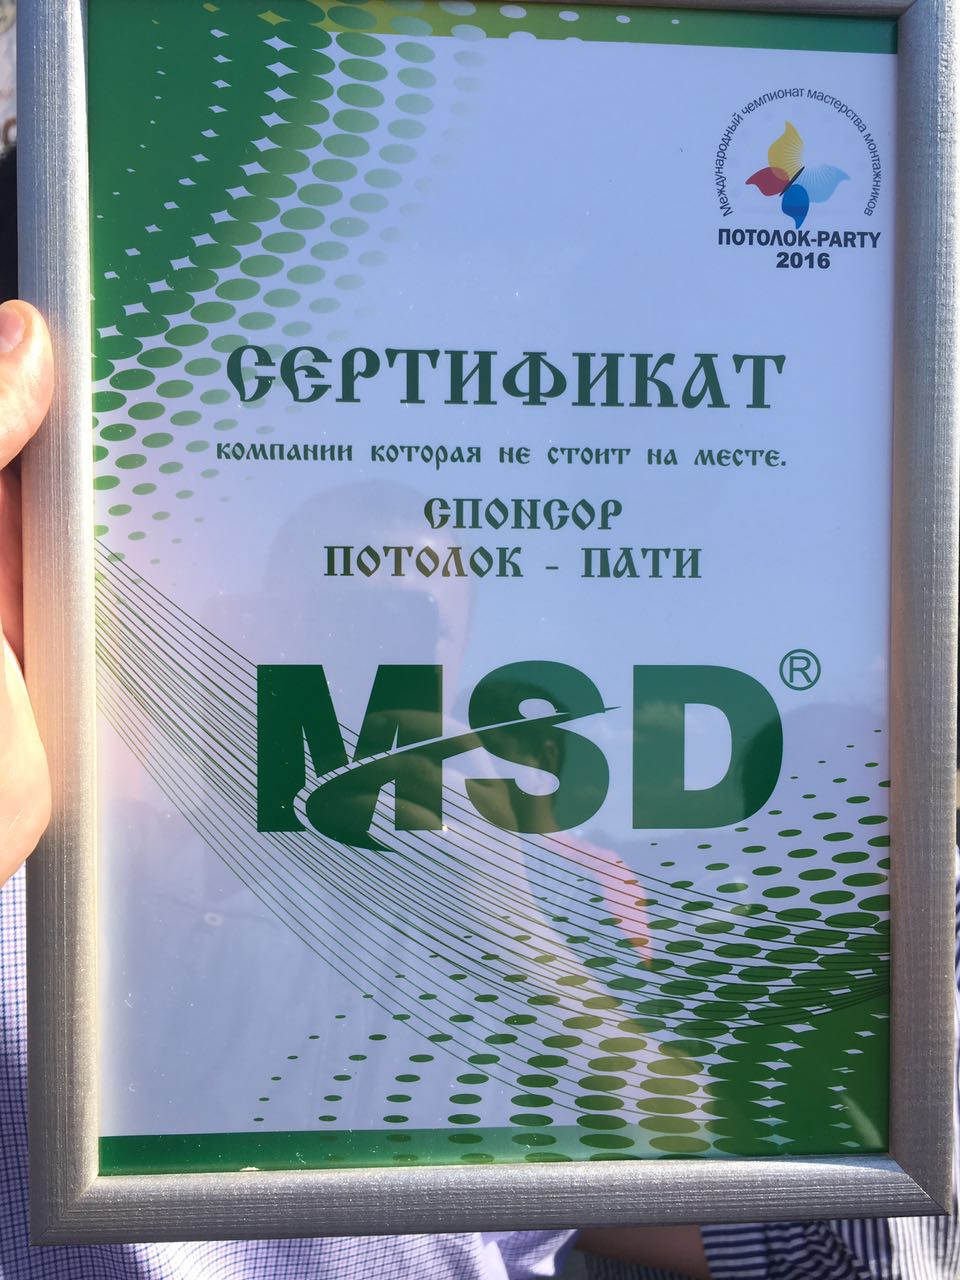 Международный чемпионат мастерства монтажников
ПОТОЛОК-PARTY
2016
СЕРТИФИКАТ
КОМПАНИИ КОТОРАЯ НЕ СТОИТ НА МЕСТЕ.
СПОНСОР
ПОТОЛОК - ПАТИ
MSD®